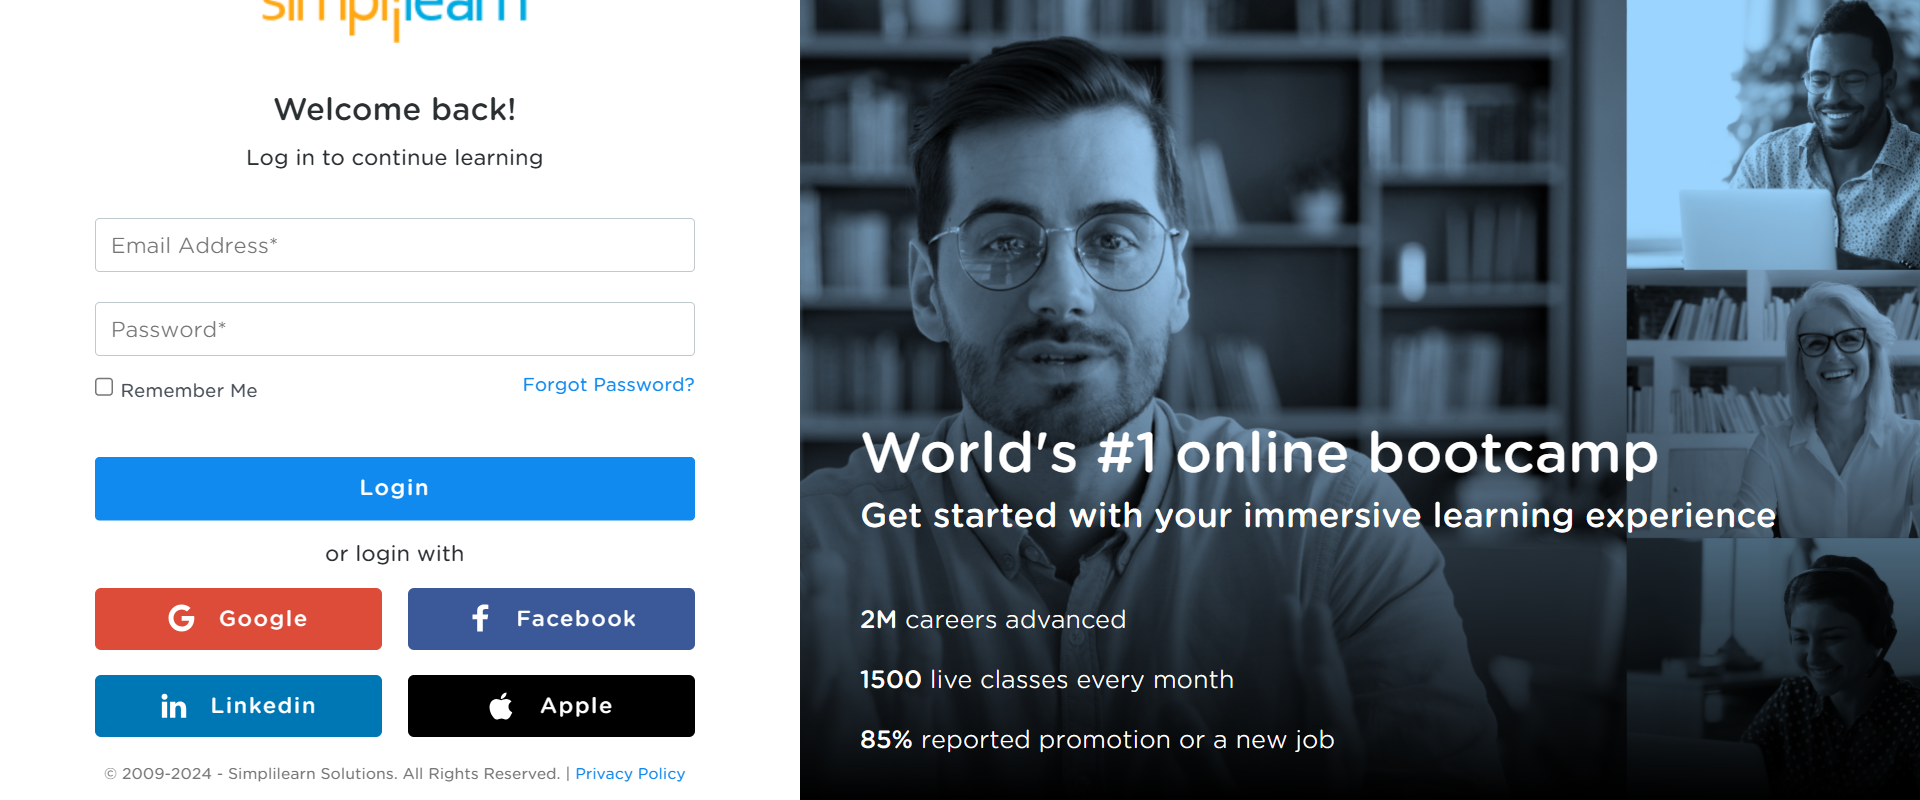 simplilearn
Welcome back!
Log in to continue learning
Email Address*
Password*
Remember Me
Forgot Password?
Login
or login with
Google
Facebook
Linkedin
Apple
© 2009-2024 - Simplilearn Solutions. All Rights Reserved. | Privacy Policy
World's #1 online bootcamp
Get started with your immersive learning experience
2M careers advanced
1500 live classes every month
85% reported promotion or a new job